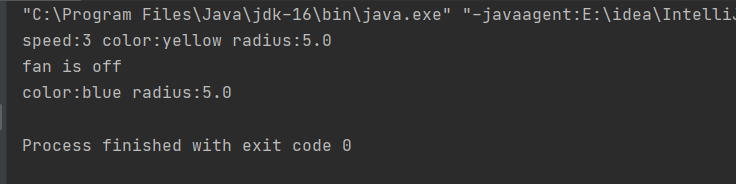 "C:\Program Files\Java\jdk-16\bin\java.exe" "-javaagent:E:\idea\IntelliJ
speed:3 color:yellow radius:5.0
fan is off
color:blue radius:5.0
Process finished with exit code 0